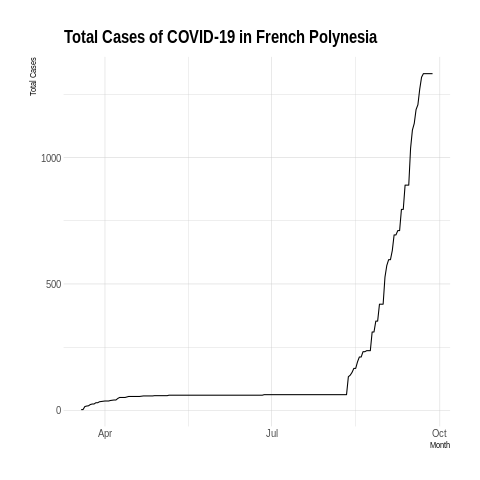 Total Cases of COVID-19 in French Polynesia
Total Cases
1000
500
0
Apr Jul Oct
Month